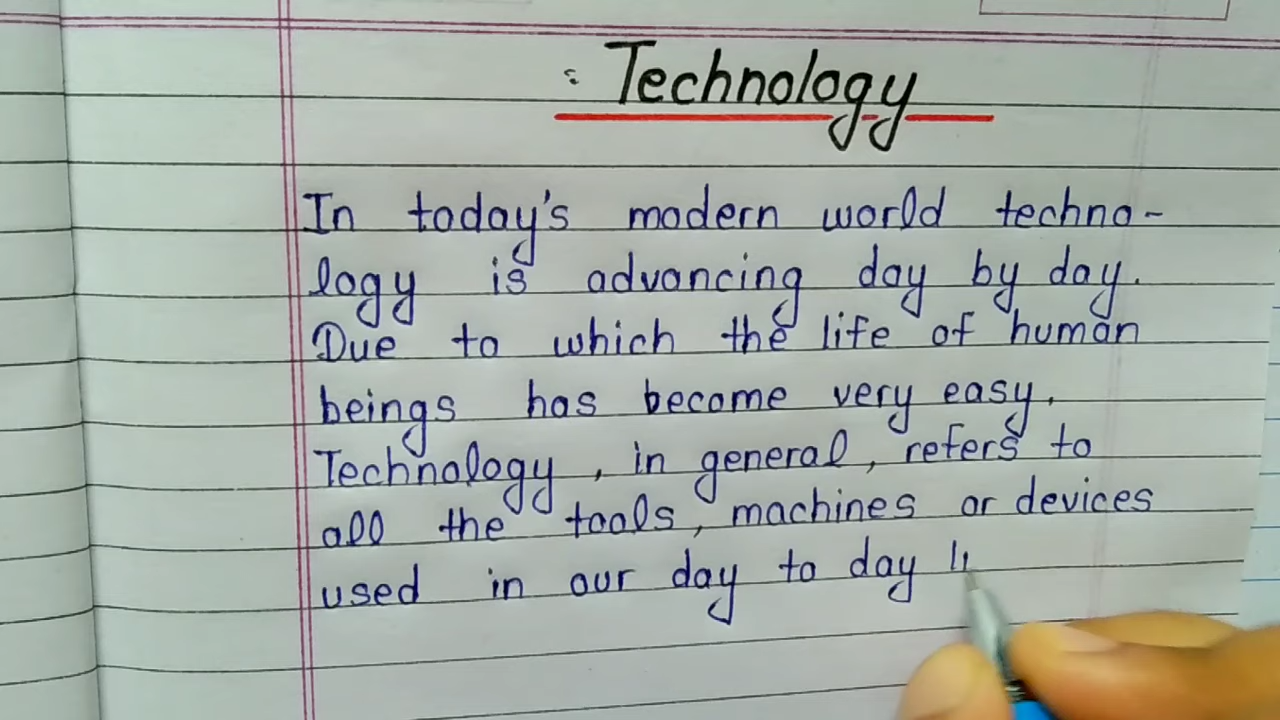 : Technology
In today's modern world techno-
logy is advancing day by day.
Due to which the life of human
beings has become very easy.
Technology, in general, refers to
all the tools, machines or devices
used in our day to day li